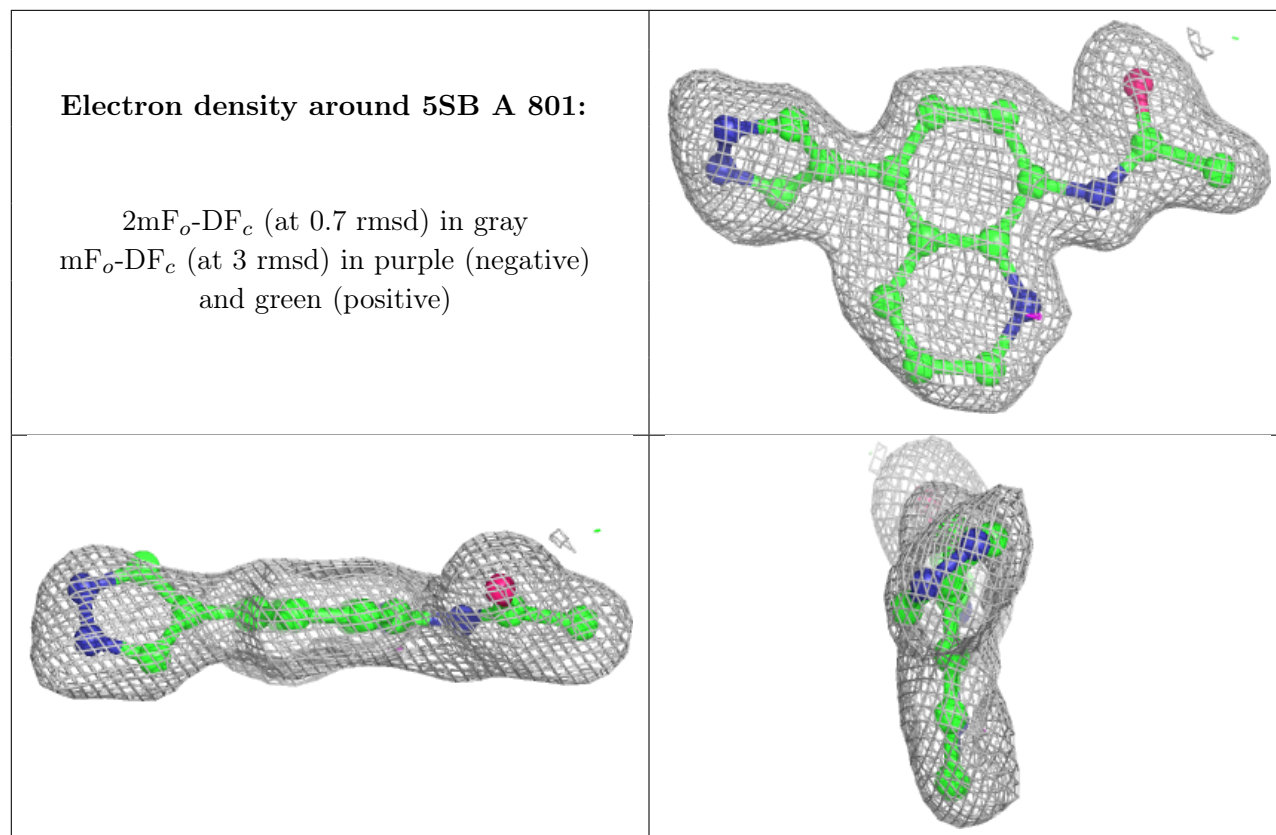 Electron density around 5SB A 801:
2mFo-DFc (at 0.7 rmsd) in gray
mFo-DFc (at 3 rmsd) in purple (negative)
and green (positive)